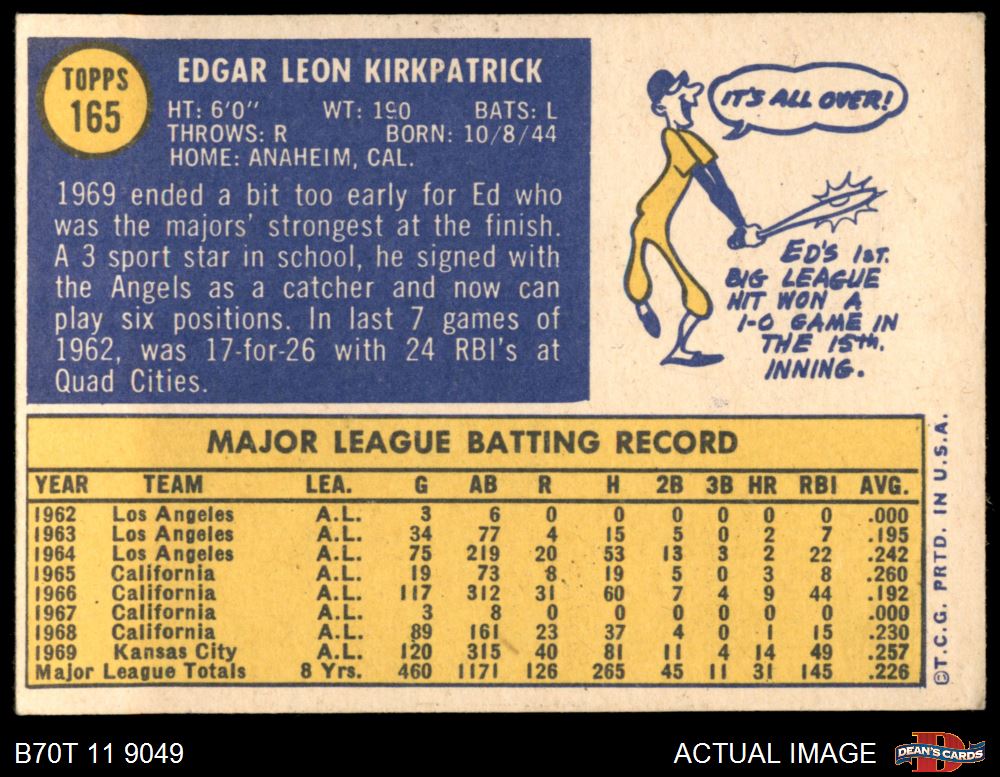 TOPPS
165
EDGAR LEON KIRKPATRICK
HT: 6'0" WT: 190 BATS: L
THROWS: R BORN: 10/8/44
HOME: ANAHEIM, CAL.
1969 ended a bit too early for Ed who
was the majors' strongest at the finish.
A 3 sport star in school, he signed with
the Angels as a catcher and now can
play six positions. In last 7 games of
1962, was 17-for-26 with 24 RBI's at
Quad Cities.
IT'S ALL OVER!
ED'S 1ST.
BIG LEAGUE
HIT WON A
1-0 GAME IN
THE 15th.
INNING.
MAJOR LEAGUE BATTING RECORD
YEAR TEAM LEA. G AB R H 2B 3B HR RBI AVG.
1962 Los Angeles A.L. 3 6 0 0 0 0 0 0 .000
1963 Los Angeles A.L. 34 77 4 15 5 0 2 7 .195
1964 Los Angeles A.L. 75 219 20 53 13 3 2 22 .242
1965 California A.L. 19 73 8 19 5 0 3 8 .260
1966 California A.L. 117 312 31 60 7 4 9 44 .192
1967 California A.L. 3 8 0 0 0 0 0 0 .000
1968 California A.L. 89 161 23 37 4 0 1 15 .230
1969 Kansas City A.L. 120 315 40 81 11 4 14 49 .257
Major League Totals 8 Yrs. 460 1171 126 265 45 11 31 145 .226
©T.C.G. PRTD. IN U.S.A.
B70T 11 9049
ACTUAL IMAGE
DEAN'S CARDS